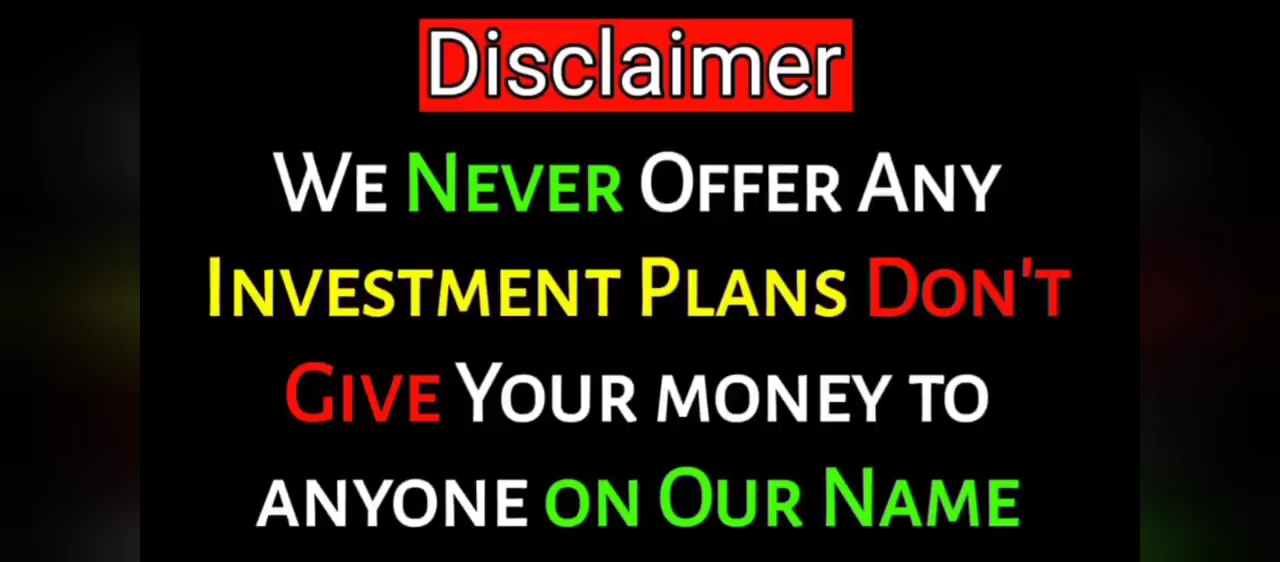 Disclaimer
We Never Offer Any
Investment Plans Don't
Give Your money to
anyone on Our Name